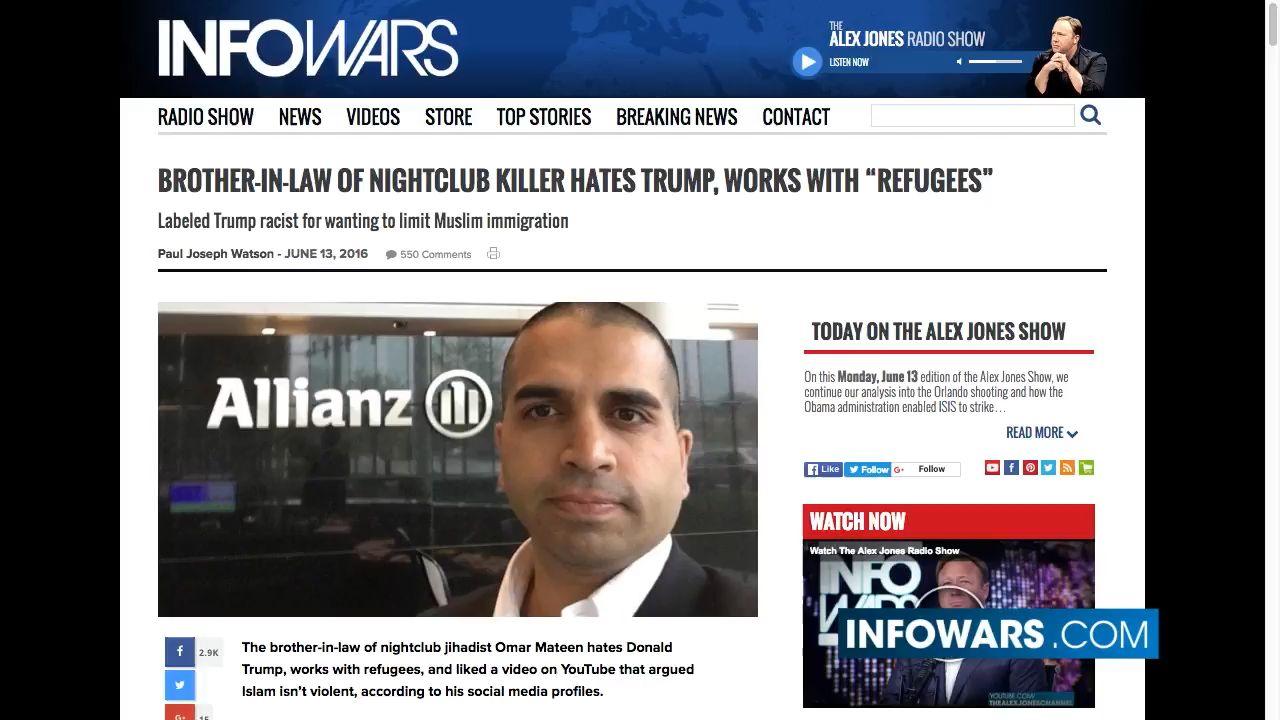 INFOWARS
THE
ALEX JONES RADIO SHOW
LISTEN NOW
RADIO SHOW NEWS VIDEOS STORE TOP STORIES BREAKING NEWS CONTACT
BROTHER-IN-LAW OF NIGHTCLUB KILLER HATES TRUMP, WORKS WITH “REFUGEES”
Labeled Trump racist for wanting to limit Muslim immigration
Paul Joseph Watson - JUNE 13, 2016 550 Comments
Allianz
TODAY ON THE ALEX JONES SHOW
On this Monday, June 13 edition of the Alex Jones Show, we
continue our analysis into the Orlando shooting and how the
Obama administration enabled ISIS to strike…
READ MORE
Like Follow G+ Follow
WATCH NOW
Watch The Alex Jones Radio Show
INFO
WARS
INFOWARS.COM
YOUTUBE.COM/
THEALEXJONESCHANNEL
2.9K
The brother-in-law of nightclub jihadist Omar Mateen hates Donald
Trump, works with refugees, and liked a video on YouTube that argued
Islam isn’t violent, according to his social media profiles.
G+ 15